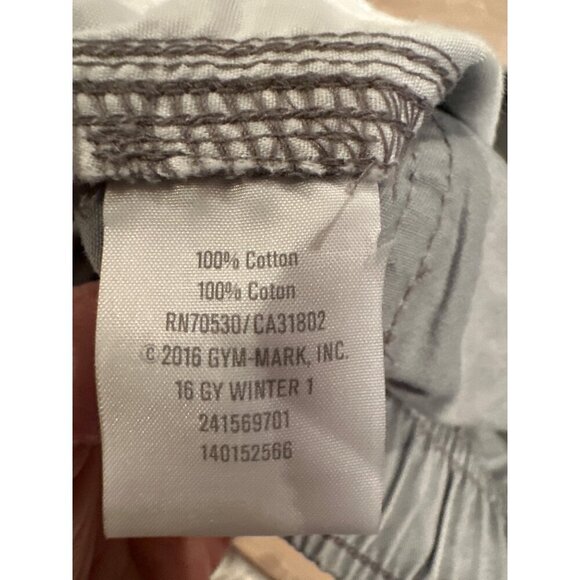 100% Cotton
100% Coton
RN70530/CA31802
©2016 GYM-MARK, INC.
16 GY WINTER 1
241569701
140152566